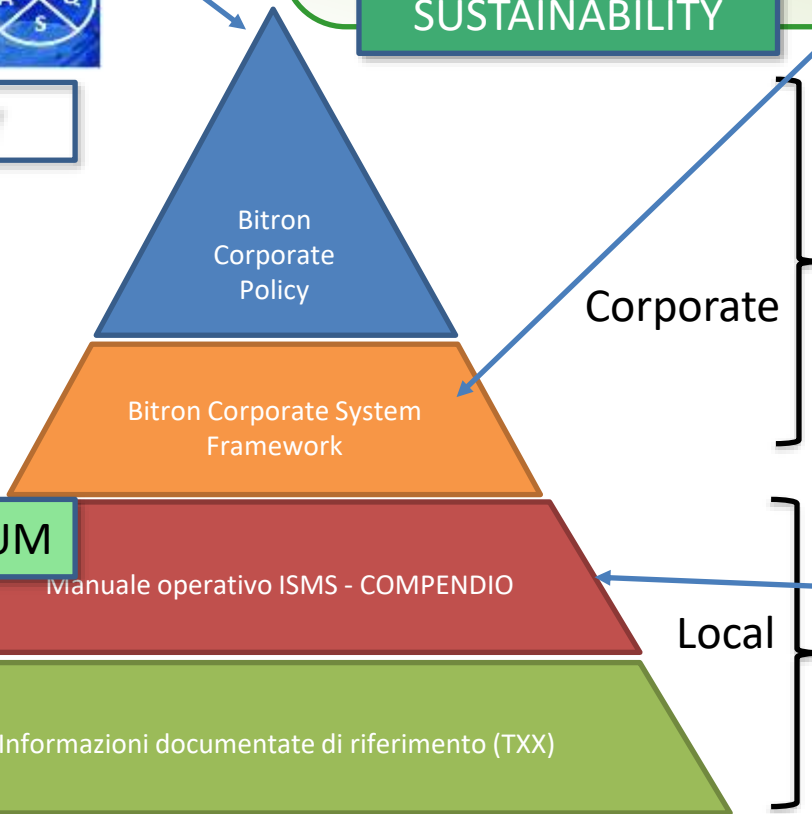 A
Q
S
SUSTAINABILITY
Bitron
Corporate
Policy
Corporate
Bitron Corporate System
Framework
UM
Manuale operativo ISMS - COMPENDIO
Local
Informazioni documentate di riferimento (TXX)